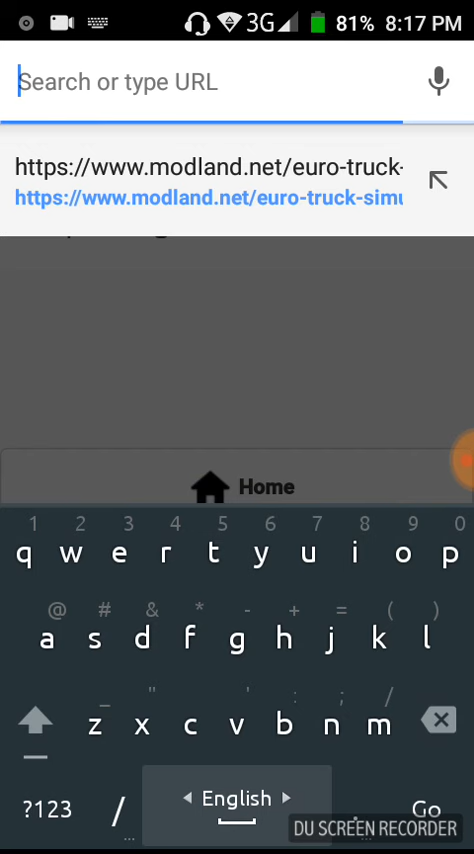 3G 81% 8:17 PM
Search or type URL
https://www.modland.net/euro-truck-
https://www.modland.net/euro-truck-simu
Home
1 2 3 4 5 6 7 8 9 0
q w e r t y u i o p
@ # & * - + = ( )
a s d f g h j k l
_ " ' : ; /
z x c v b n m
?123 / English . Go
... ...
DU SCREEN RECORDER